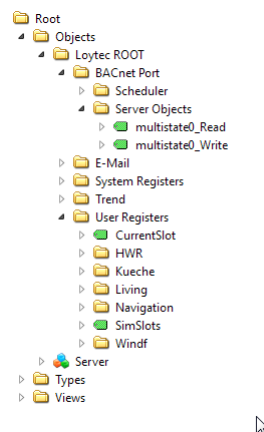 Root
Objects
Loytec ROOT
BACnet Port
Scheduler
Server Objects
multistate0_Read
multistate0_Write
E-Mail
System Registers
Trend
User Registers
CurrentSlot
HWR
Kueche
Living
Navigation
SimSlots
Windf
Server
Types
Views